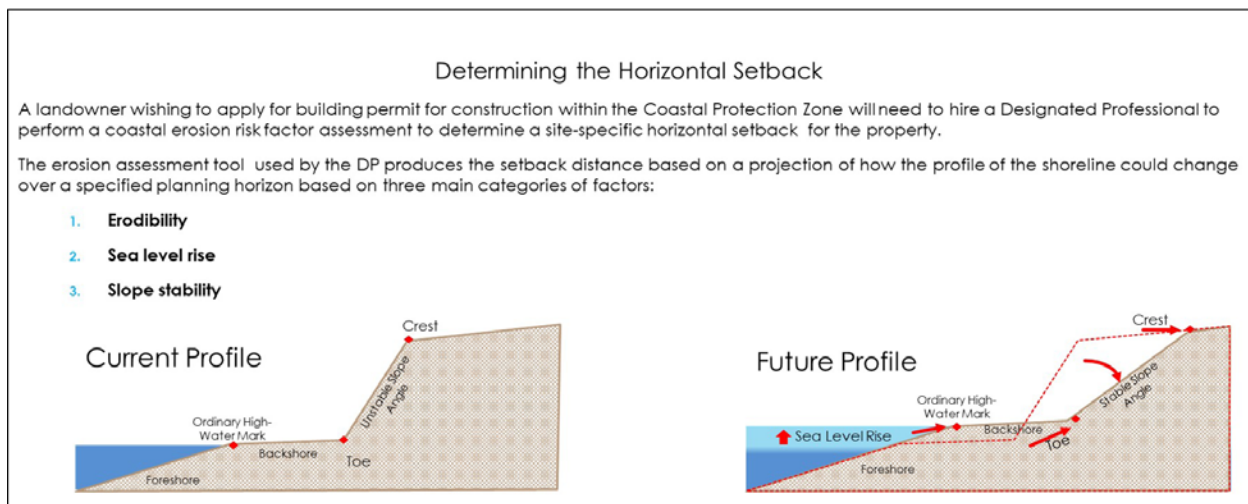 Determining the Horizontal Setback
A landowner wishing to apply for building permit for construction within the Coastal Protection Zone will need to hire a Designated Professional to
perform a coastal erosion risk factor assessment to determine a site-specific horizontal setback for the property.
The erosion assessment tool used by the DP produces the setback distance based on a projection of how the profile of the shoreline could change
over a specified planning horizon based on three main categories of factors:
1. Erodibility
2. Sea level rise
3. Slope stability
Current Profile
Crest
Unstable Slope
Angle
Ordinary High-
Water Mark
Backshore
Toe
Foreshore
Future Profile
Crest
Stable Slope
Angle
Ordinary High-
Water Mark
Sea Level Rise
Backshore
Toe
Foreshore